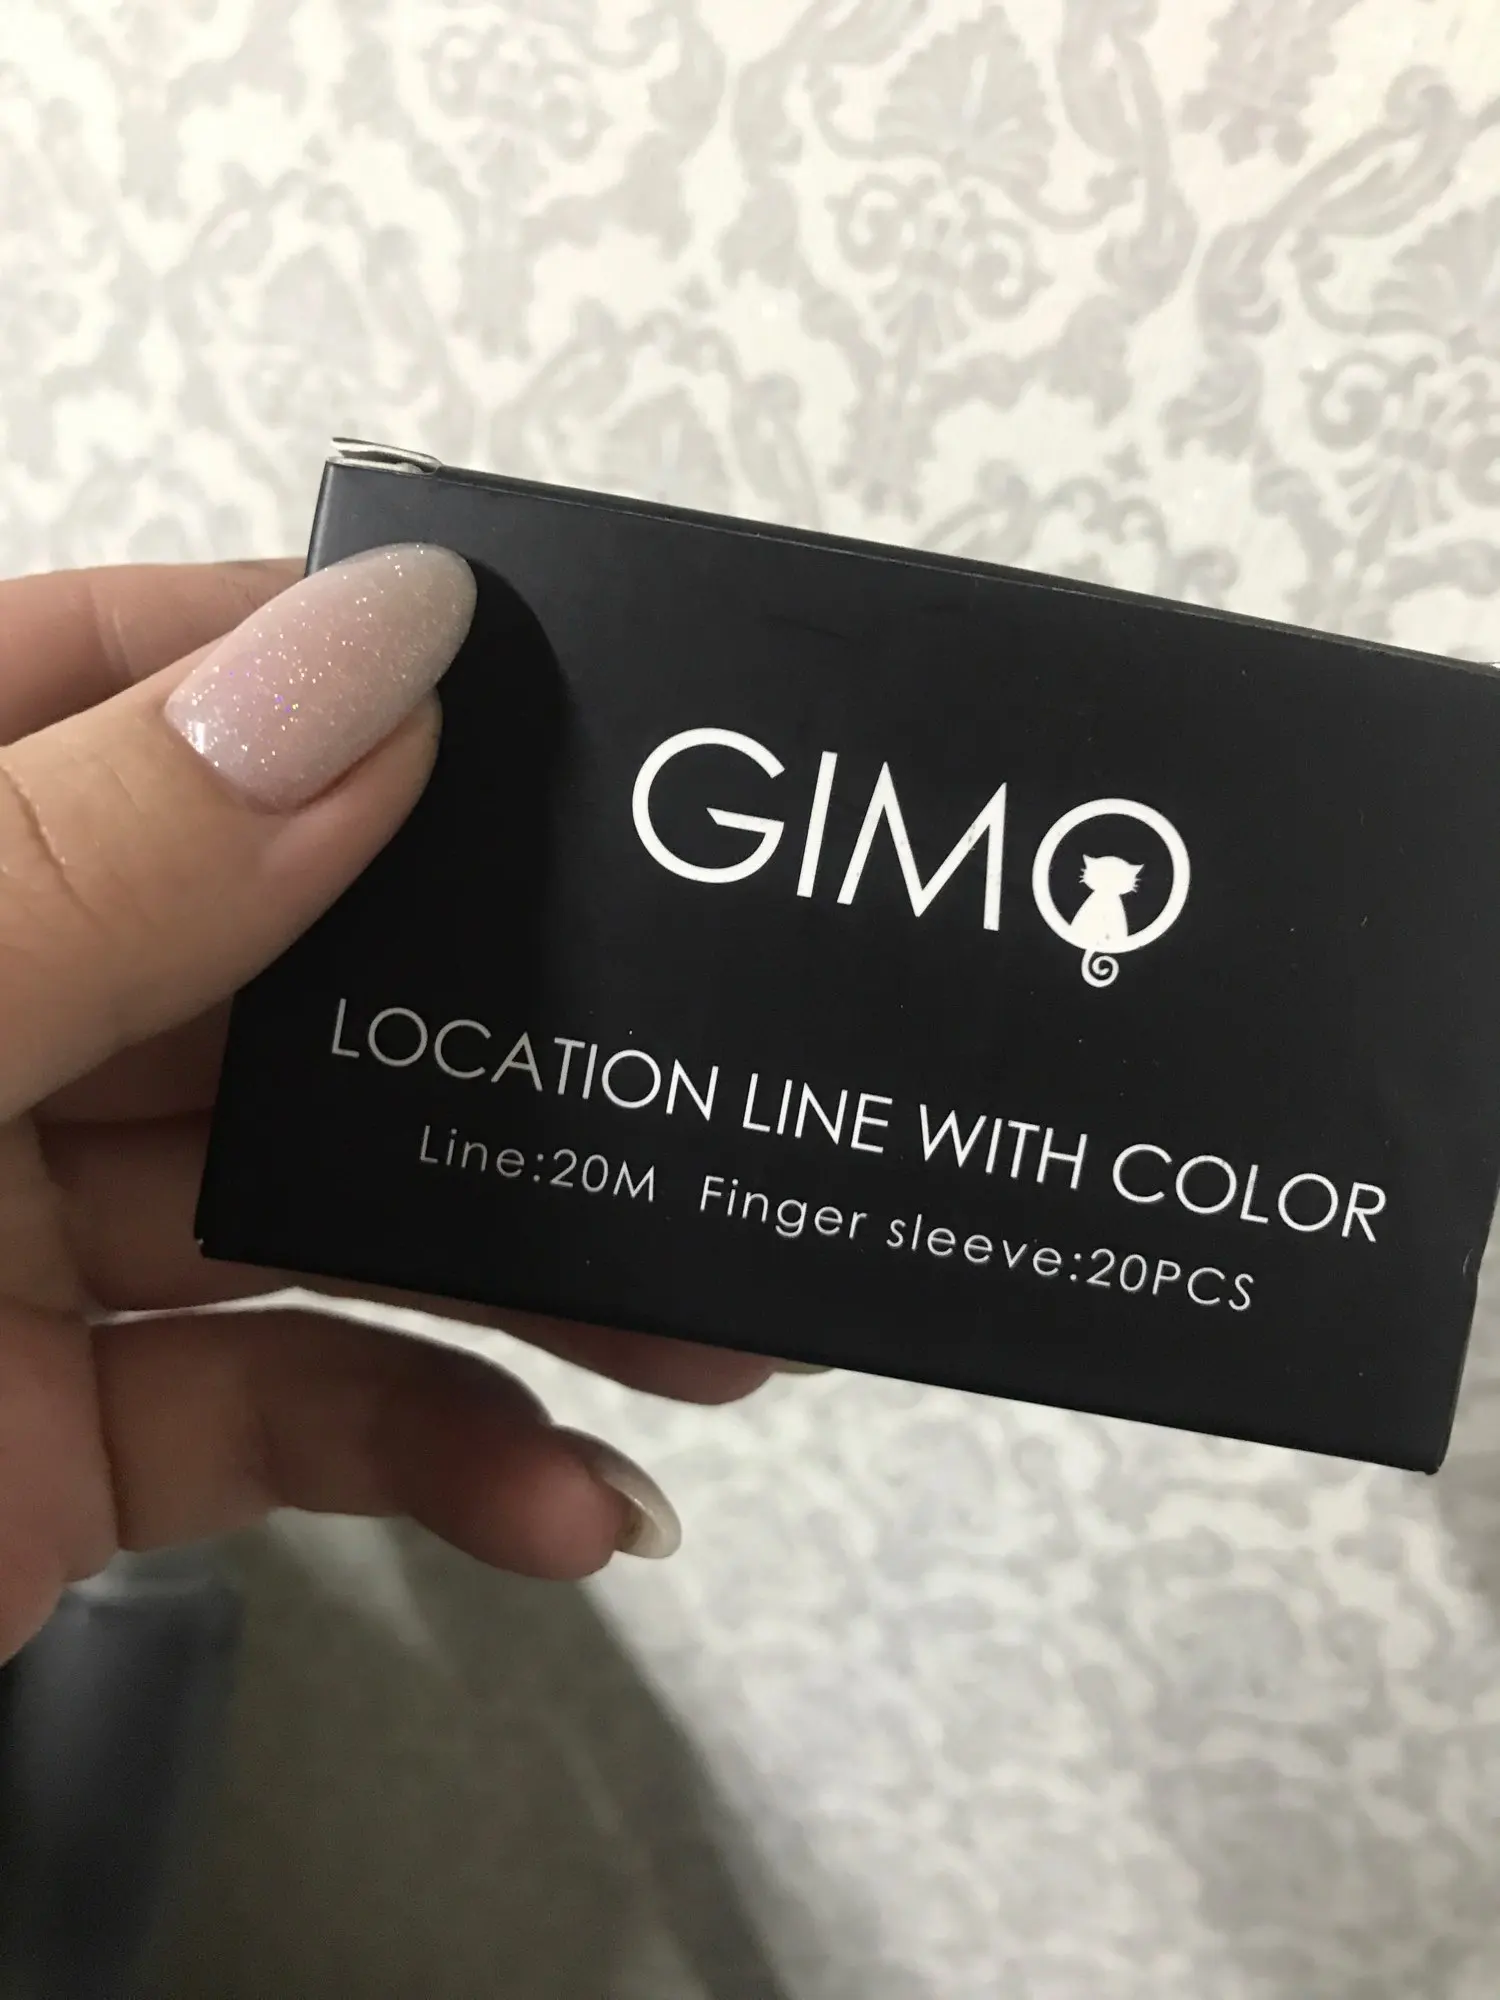 GIMO
LOCATION LINE WITH COLOR
Line:20M Finger sleeve:20PCS